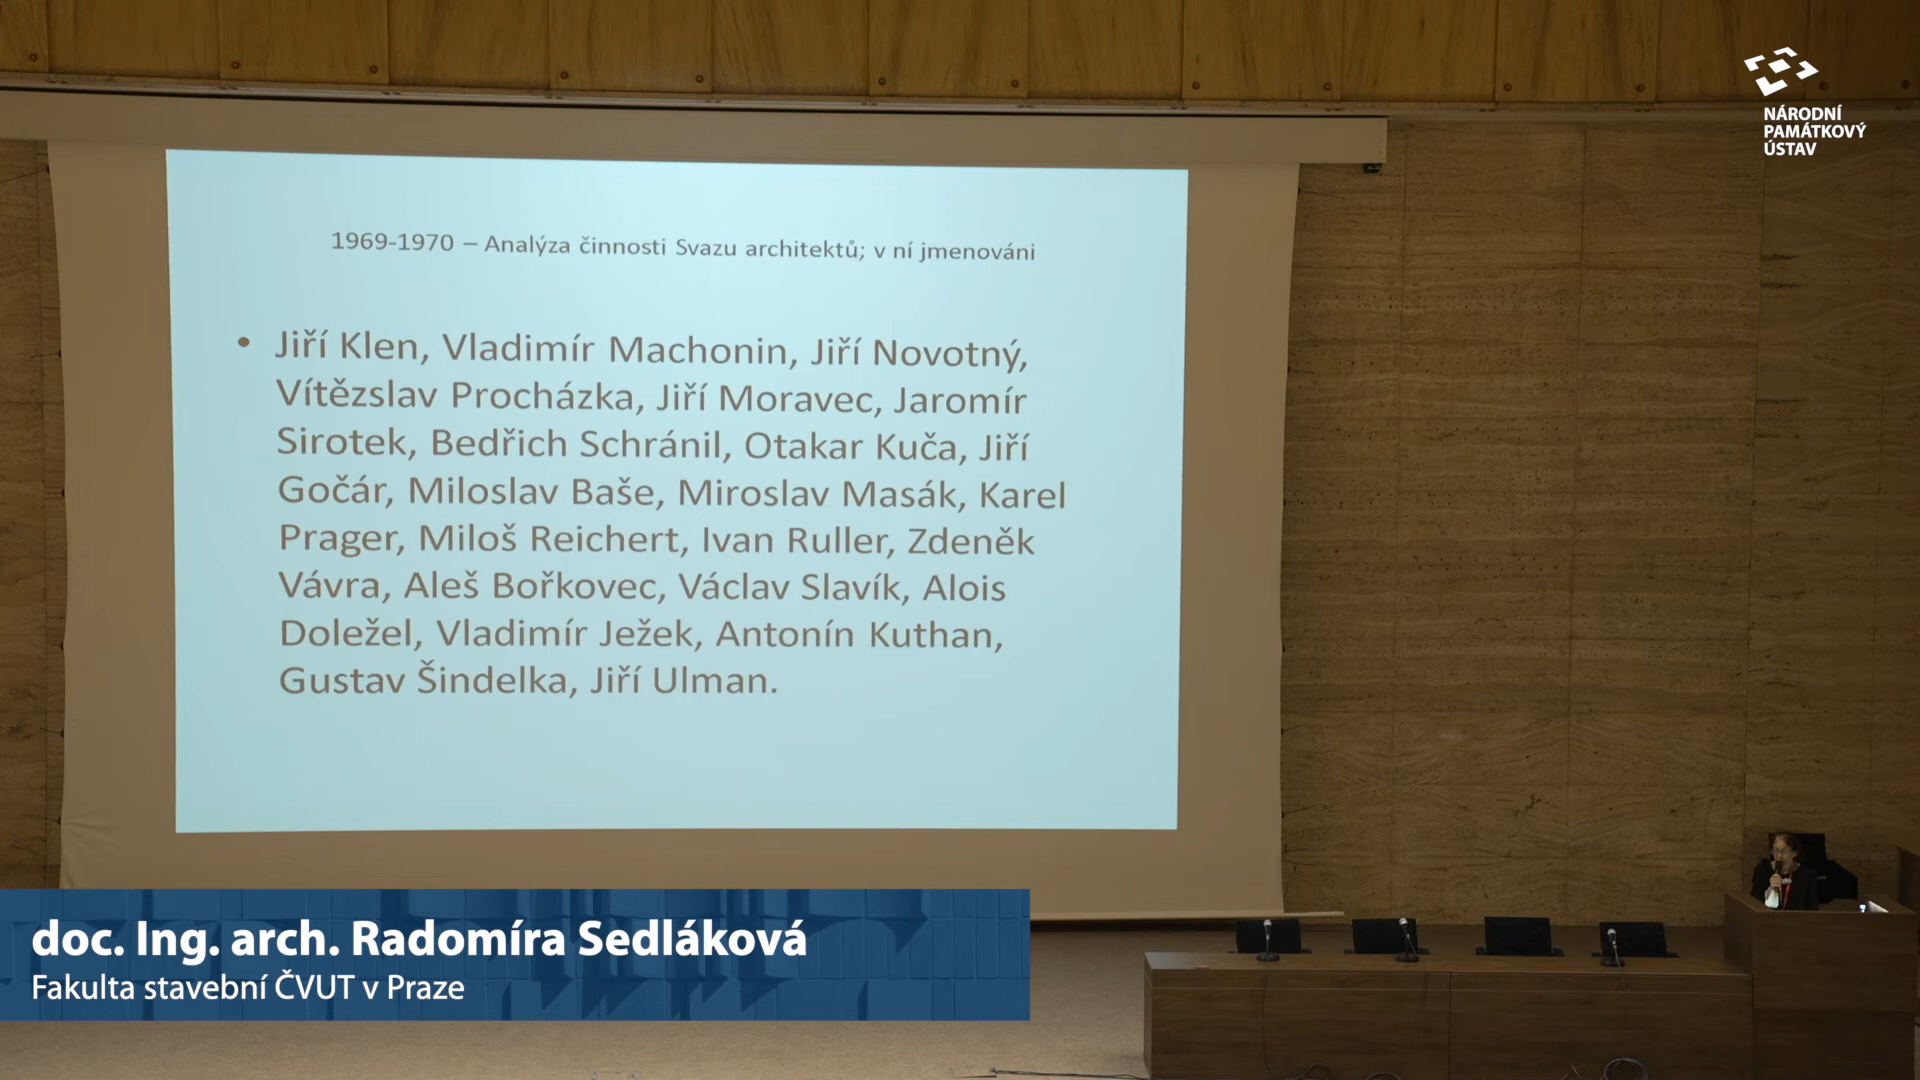 NÁRODNÍ
PAMÁTKOVÝ
ÚSTAV
1969-1970 – Analýza činnosti Svazu architektů; v ní jmenováni
• Jiří Klen, Vladimír Machonin, Jiří Novotný,
Vítězslav Procházka, Jiří Moravec, Jaromír
Sirotek, Bedřich Schránil, Otakar Kuča, Jiří
Gočár, Miloslav Baše, Miroslav Masák, Karel
Prager, Miloš Reichert, Ivan Ruller, Zdeněk
Vávra, Aleš Bořkovec, Václav Slavík, Alois
Doležel, Vladimír Ježek, Antonín Kuthan,
Gustav Šindelka, Jiří Ulman.
doc. Ing. arch. Radomíra Sedláková
Fakulta stavební ČVUT v Praze